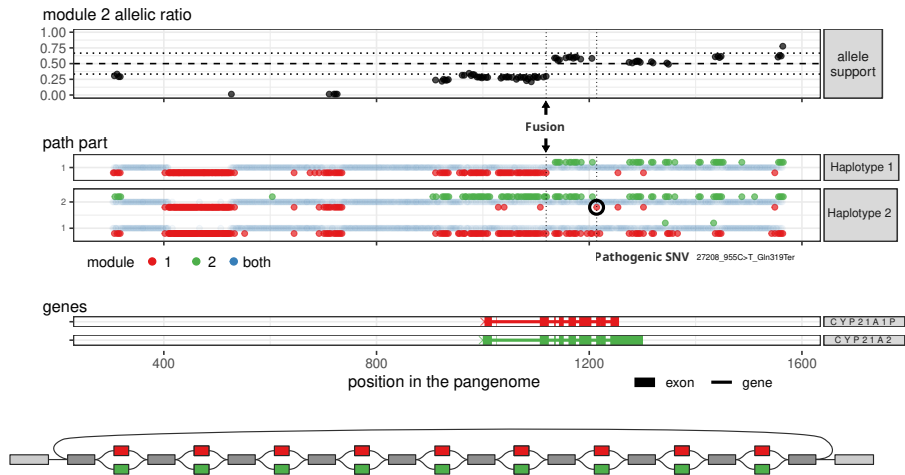 module 2 allelic ratio
1.00
0.75
0.50
0.25
0.00
allele
support
Fusion
path part
1
Haplotype 1
2
1
Haplotype 2
module 1 2 both
Pathogenic SNV 27208_955C>T_Gln319Ter
genes
CYP21A1P
CYP21A2
400 800 1200 1600
position in the pangenome
exon gene